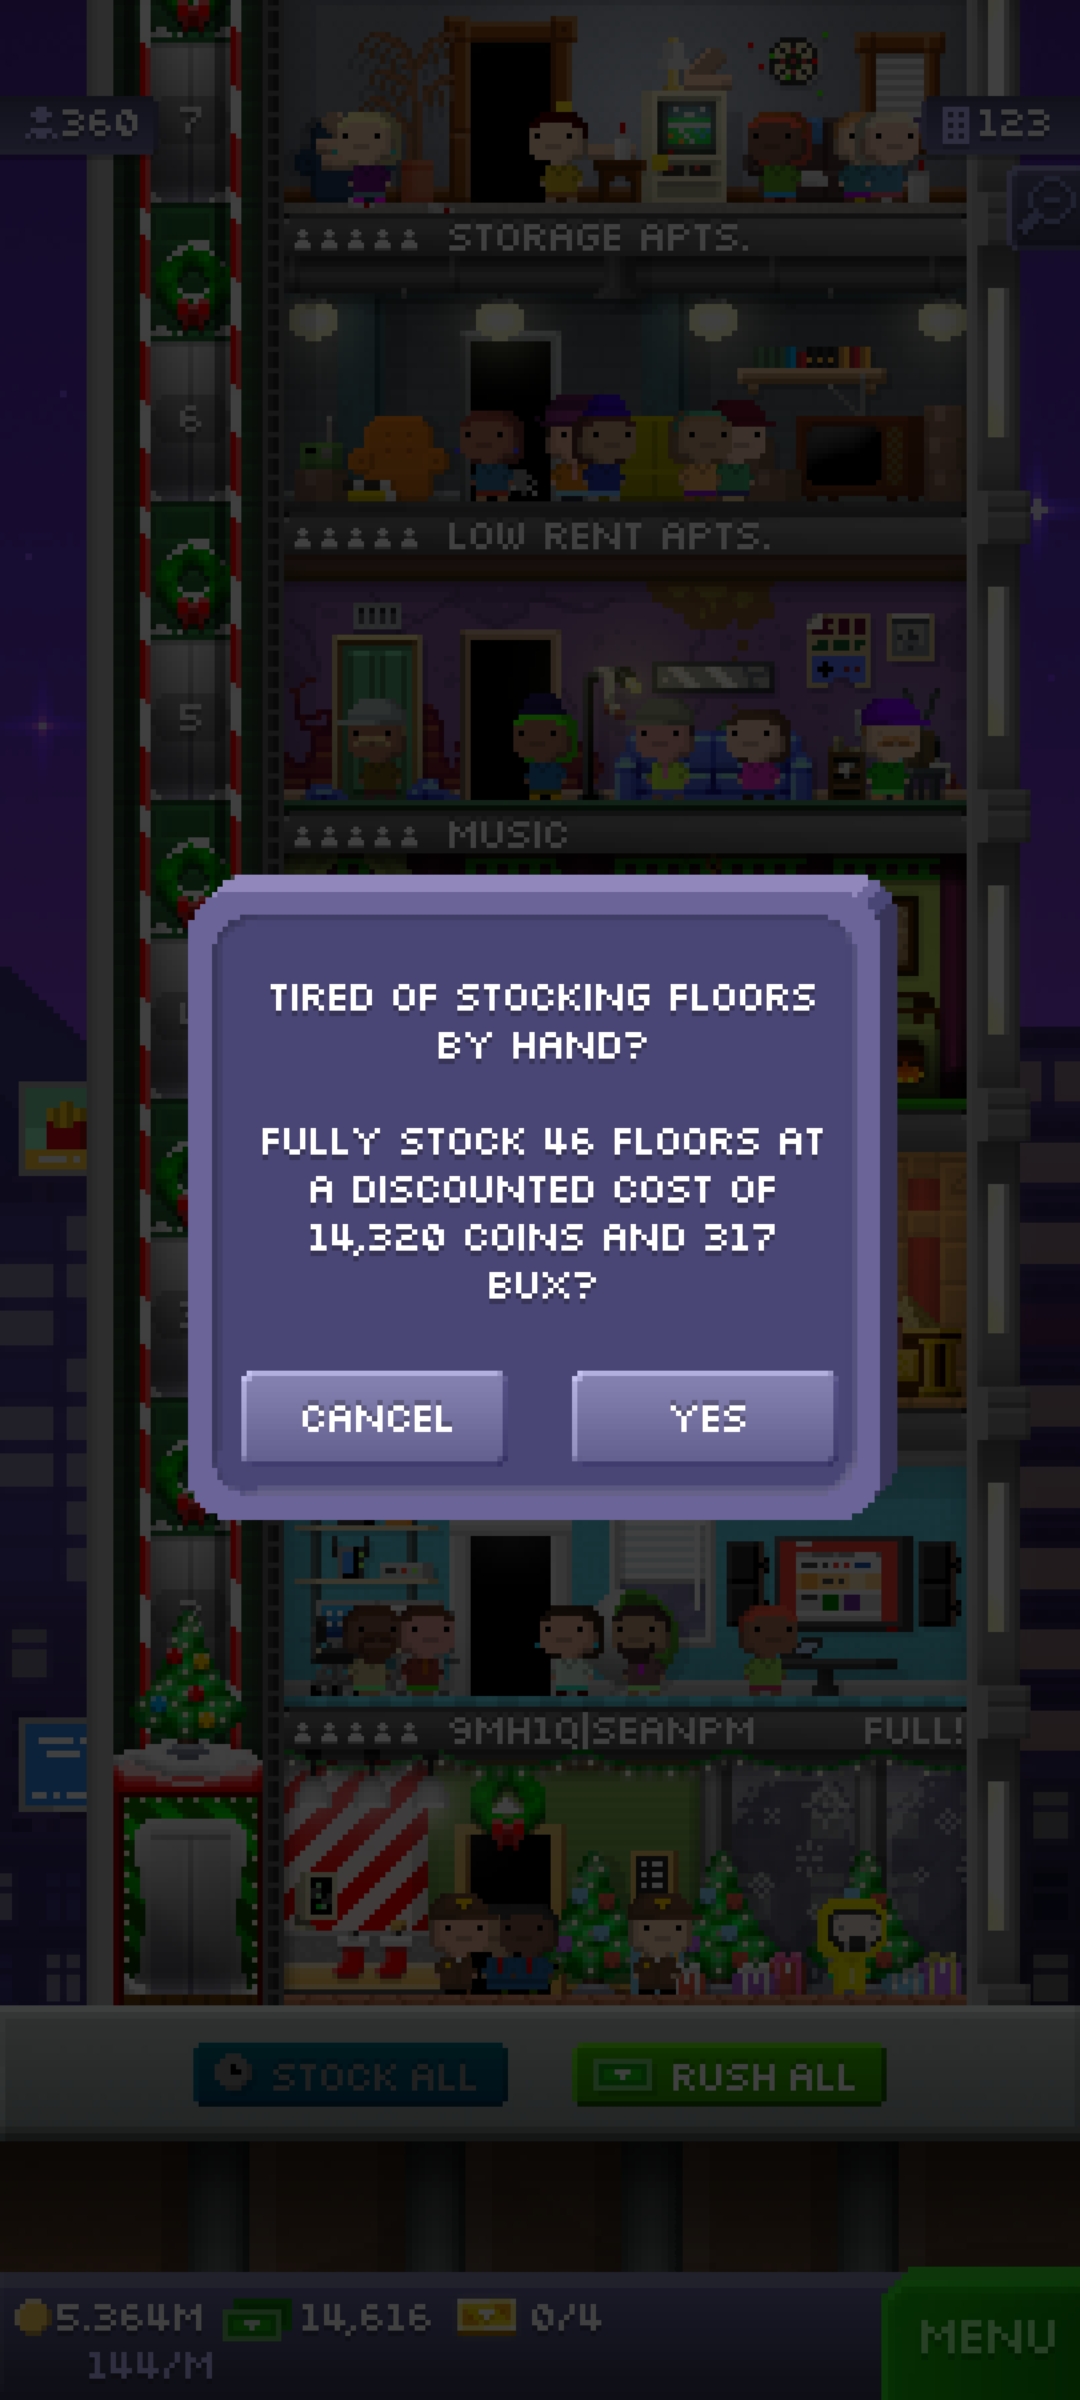 7
360
123
STORAGE APTS.
6
LOW RENT APTS.
5
MUSIC
TIRED OF STOCKING FLOORS
BY HAND?
FULLY STOCK 46 FLOORS AT
A DISCOUNTED COST OF
14,320 COINS AND 317
BUX?
CANCEL
YES
9MH1Q|SEANPM FULL!
STOCK ALL
RUSH ALL
5.364M 14,616 0/4
144/M
MENU